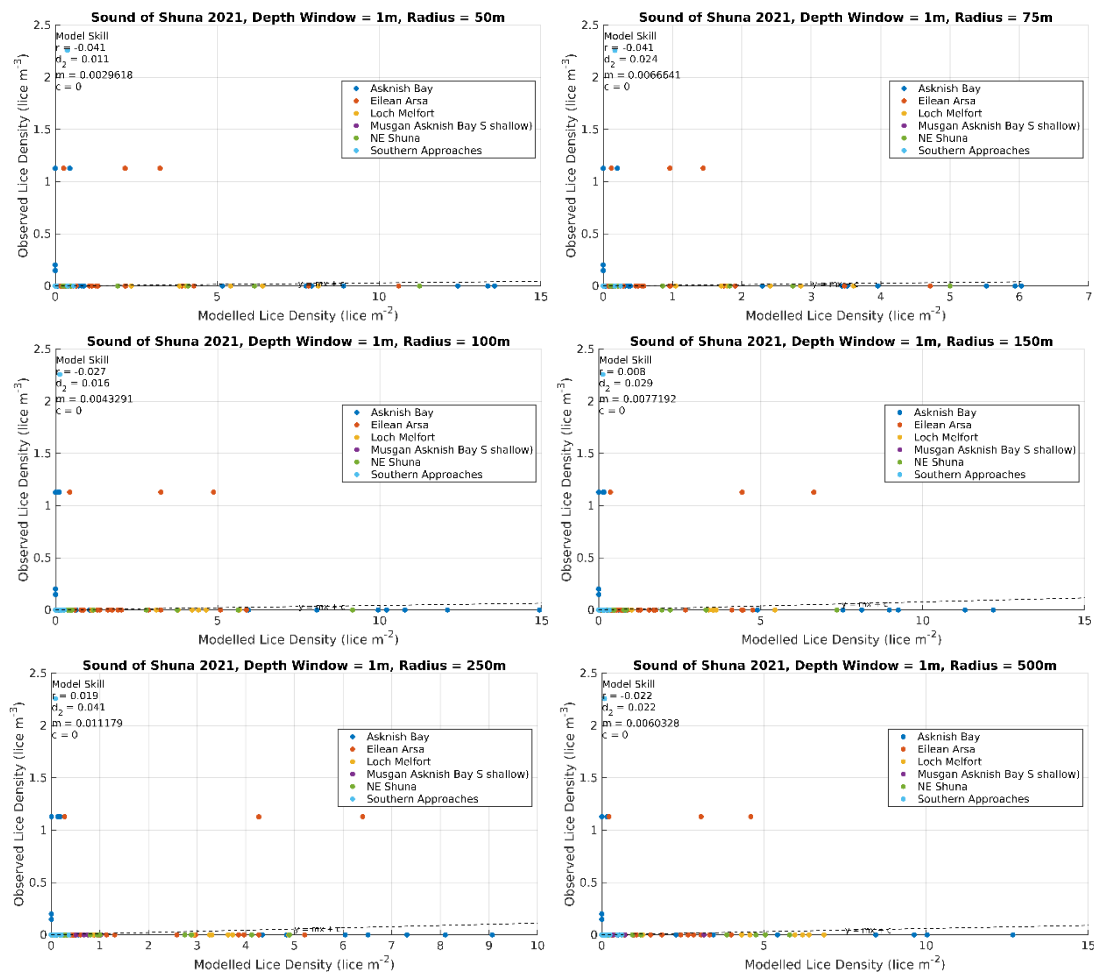 Sound of Shuna 2021, Depth Window = 1m, Radius = 50m
2.5
2
1.5
1
0.5
0
Observed Lice Density (lice m-3)
Model Skill
r = -0.041
d2 = 0.011
m = 0.0029618
c = 0
Asknish Bay
Eilean Arsa
Loch Melfort
Musgan Asknish Bay S shallow)
NE Shuna
Southern Approaches
y = mx + c
0 5 10 15
Modelled Lice Density (lice m-2)
Sound of Shuna 2021, Depth Window = 1m, Radius = 75m
2.5
2
1.5
1
0.5
0
Observed Lice Density (lice m-3)
Model Skill
r = -0.041
d2 = 0.024
m = 0.0066641
c = 0
Asknish Bay
Eilean Arsa
Loch Melfort
Musgan Asknish Bay S shallow)
NE Shuna
Southern Approaches
y = mx + c
0 1 2 3 4 5 6 7
Modelled Lice Density (lice m-2)
Sound of Shuna 2021, Depth Window = 1m, Radius = 100m
2.5
2
1.5
1
0.5
0
Observed Lice Density (lice m-3)
Model Skill
r = -0.027
d2 = 0.016
m = 0.0043291
c = 0
Asknish Bay
Eilean Arsa
Loch Melfort
Musgan Asknish Bay S shallow)
NE Shuna
Southern Approaches
y = mx + c
0 5 10 15
Modelled Lice Density (lice m-2)
Sound of Shuna 2021, Depth Window = 1m, Radius = 150m
2.5
2
1.5
1
0.5
0
Observed Lice Density (lice m-3)
Model Skill
r = 0.008
d2 = 0.029
m = 0.0077192
c = 0
Asknish Bay
Eilean Arsa
Loch Melfort
Musgan Asknish Bay S shallow)
NE Shuna
Southern Approaches
y = mx + c
0 5 10 15
Modelled Lice Density (lice m-2)
Sound of Shuna 2021, Depth Window = 1m, Radius = 250m
2.5
2
1.5
1
0.5
0
Observed Lice Density (lice m-3)
Model Skill
r = 0.019
d2 = 0.041
m = 0.011179
c = 0
Asknish Bay
Eilean Arsa
Loch Melfort
Musgan Asknish Bay S shallow)
NE Shuna
Southern Approaches
y = mx + c
0 1 2 3 4 5 6 7 8 9 10
Modelled Lice Density (lice m-2)
Sound of Shuna 2021, Depth Window = 1m, Radius = 500m
2.5
2
1.5
1
0.5
0
Observed Lice Density (lice m-3)
Model Skill
r = -0.022
d2 = 0.022
m = 0.0060328
c = 0
Asknish Bay
Eilean Arsa
Loch Melfort
Musgan Asknish Bay S shallow)
NE Shuna
Southern Approaches
y = mx + c
0 5 10 15
Modelled Lice Density (lice m-2)